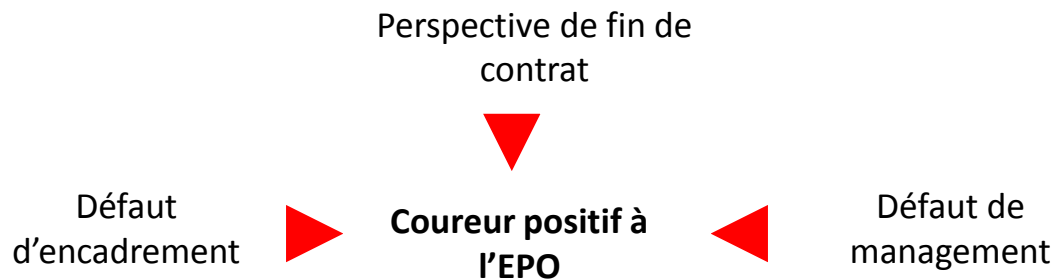 Perspective de fin de
contrat
Défaut
d’encadrement
Coureur positif à
l’EPO
Défaut de
management